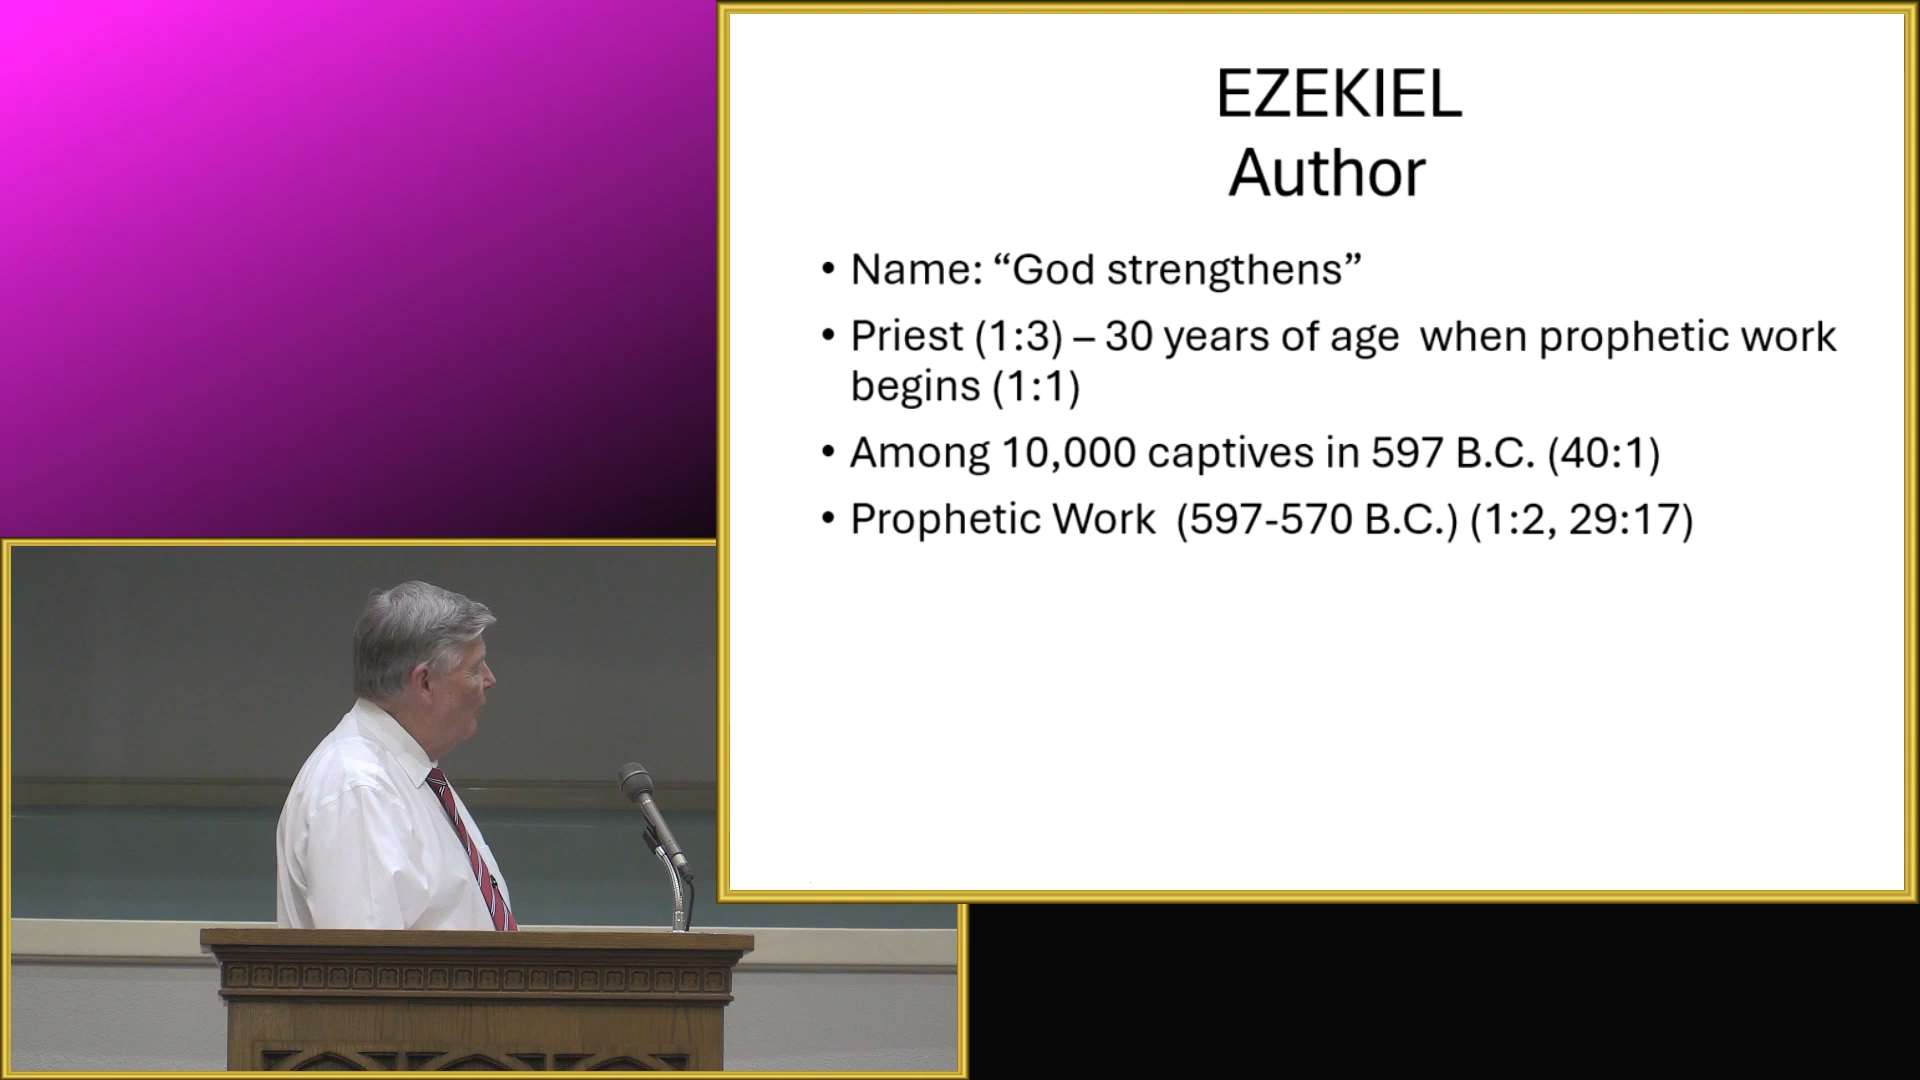 EZEKIEL
Author
• Name: “God strengthens”
• Priest (1:3) – 30 years of age  when prophetic work
begins (1:1)
• Among 10,000 captives in 597 B.C. (40:1)
• Prophetic Work  (597-570 B.C.) (1:2, 29:17)